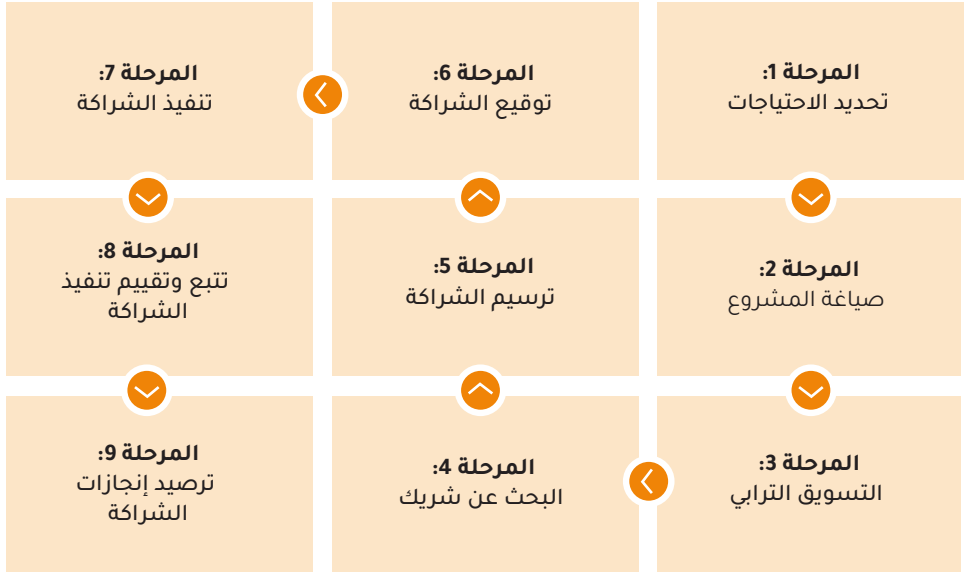 المرحلة 1:
تحديد الاحتياجات
المرحلة 2:
صياغة المشروع
المرحلة 3:
التسويق الترابي
المرحلة 4:
البحث عن شريك
المرحلة 5:
ترسيم الشراكة
المرحلة 6:
توقيع الشراكة
المرحلة 7:
تنفيذ الشراكة
المرحلة 8:
تتبع وتقييم تنفيذ
الشراكة
المرحلة 9:
ترصيد إنجازات
الشراكة